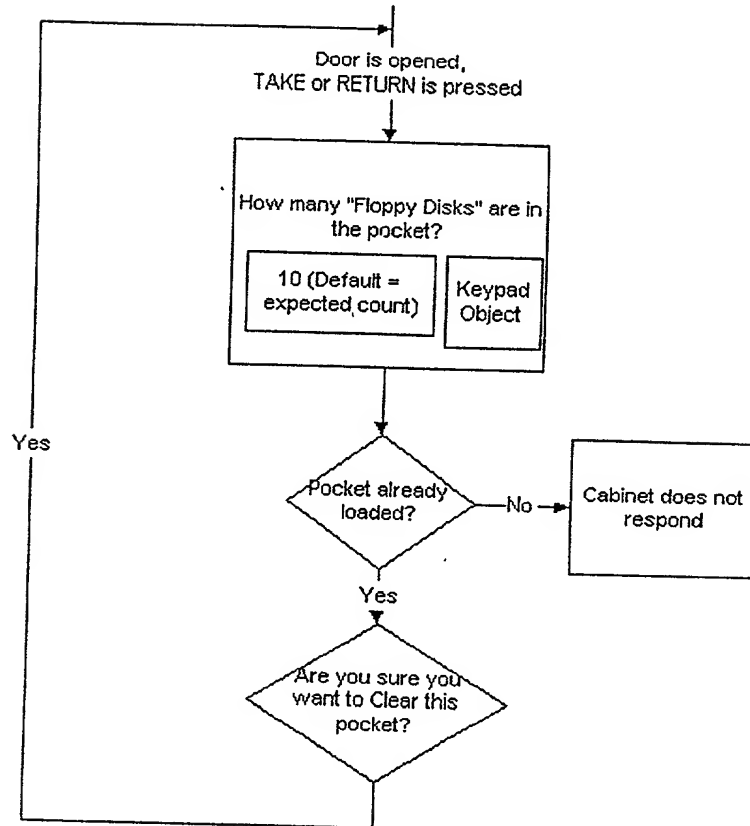 Door is opened,
TAKE or RETURN is pressed
How many "Floppy Disks" are in
the pocket?
10 (Default =
expected count)
Keypad
Object
Yes
Pocket already
loaded?
No
Cabinet does not
respond
Yes
Are you sure you
want to Clear this
pocket?